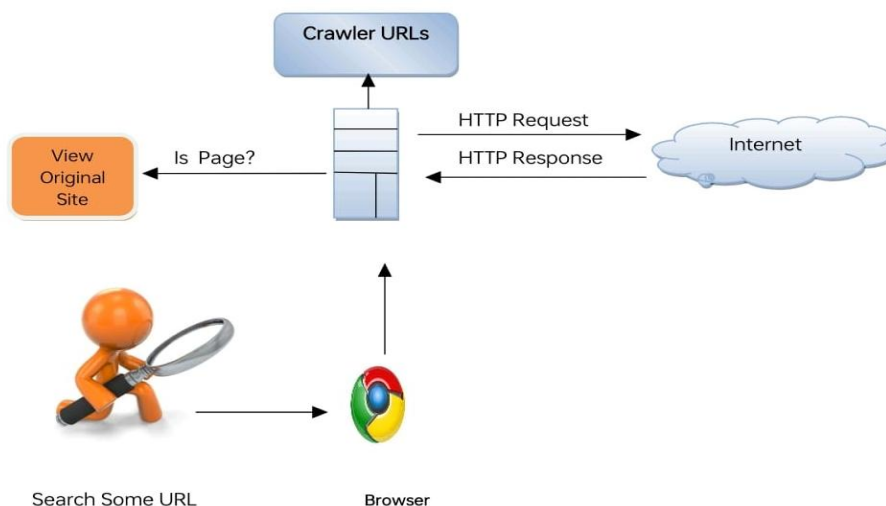 Crawler URLs
HTTP Request
Is Page?
HTTP Response
Internet
View
Original
Site
Search Some URL
Browser